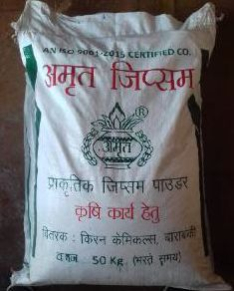 AN ISO 9001-2015 CERTIFIED CO.
अमृत जिप्सम
®
अमृत
प्राकृतिक जिप्सम पाउडर
कृषि कार्य हेतु
वितरक : किरन केमिकल्स, बाराबंकी
वजन 50 Kg. (भरते समय)